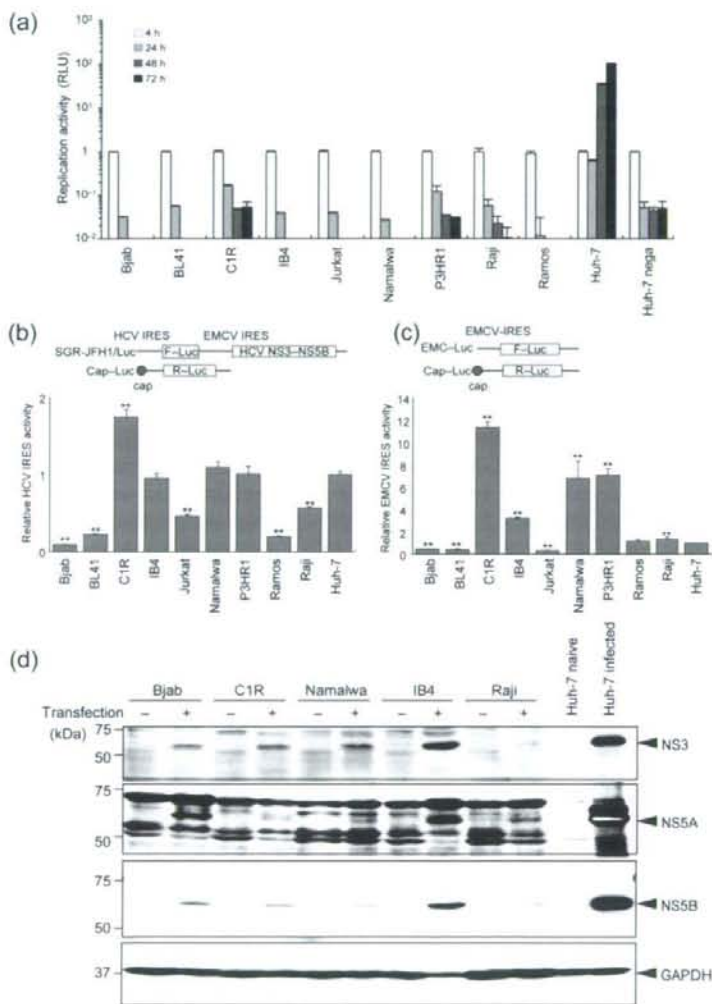 (a)
4 h
24 h
48 h
72 h
Replication activity (RLU)
10³
10²
10¹
1
10⁻¹
10⁻²
Bjab
BL41
C1R
IB4
Jurkat
Namalwa
P3HR1
Raji
Ramos
Huh-7
Huh-7 nega
(b)
HCV IRES EMCV IRES
SGR-JFH1/Luc F-Luc HCV NS3-NS5B
Cap-Luc R-Luc
cap
Relative HCV IRES activity
2
1
0
** ** ** ** ** **
Bjab
BL41
C1R
IB4
Jurkat
Namalwa
P3HR1
Ramos
Raji
Huh-7
(c)
EMCV-IRES
EMC-Luc F-Luc
Cap-Luc R-Luc
cap
Relative EMCV IRES activity
14
12
10
8
6
4
2
0
** ** ** ** ** ** ** **
Bjab
BL41
C1R
IB4
Jurkat
Namalwa
P3HR1
Ramos
Raji
Huh-7
(d)
Bjab C1R Namalwa IB4 Raji
Huh-7 naive
Huh-7 infected
Transfection − + − + − + − + − +
(kDa)
75
50
NS3
75
50
NS5A
75
50
NS5B
37
GAPDH